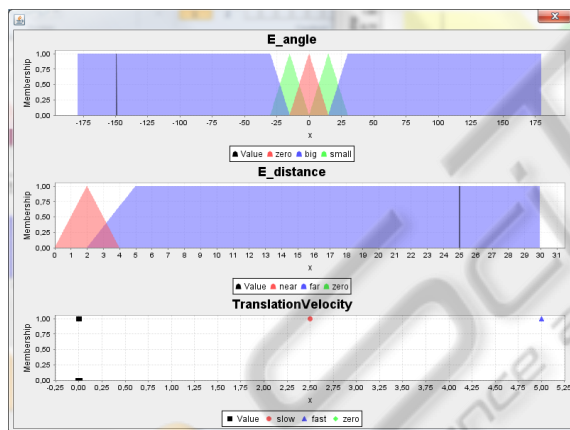 E_angle
Membership
1,00
0,75
0,50
0,25
0,00
-175 -150 -125 -100 -75 -50 -25 0 25 50 75 100 125 150 175
x
Value zero big small
E_distance
Membership
1,00
0,75
0,50
0,25
0,00
0 1 2 3 4 5 6 7 8 9 10 11 12 13 14 15 16 17 18 19 20 21 22 23 24 25 26 27 28 29 30 31
x
Value near far zero
TranslationVelocity
Membership
1,00
0,75
0,50
0,25
0,00
-0,25 0,00 0,25 0,50 0,75 1,00 1,25 1,50 1,75 2,00 2,25 2,50 2,75 3,00 3,25 3,50 3,75 4,00 4,25 4,50 4,75 5,00 5,25
x
Value slow fast zero